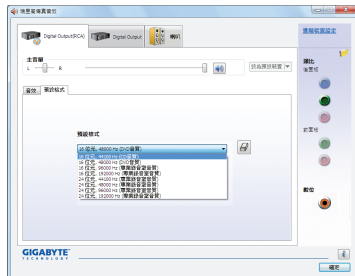 瑞昱高傳真音效
Digital Output(RCA)
Digital Output
喇叭
進階裝置設定
主音量
L
R
設為預設裝置
類比
後面板
音效
預設格式
前面板
預設格式
16 位元, 48000 Hz (DVD音質)
16 位元, 44100 Hz (CD音質)
16 位元, 48000 Hz (DVD音質)
16 位元, 96000 Hz (專業錄音室音質)
16 位元, 192000 Hz (專業錄音室音質)
24 位元, 44100 Hz (專業錄音室音質)
24 位元, 48000 Hz (專業錄音室音質)
24 位元, 96000 Hz (專業錄音室音質)
24 位元, 192000 Hz (專業錄音室音質)
數位
GIGABYTE
TECHNOLOGY
i
確定